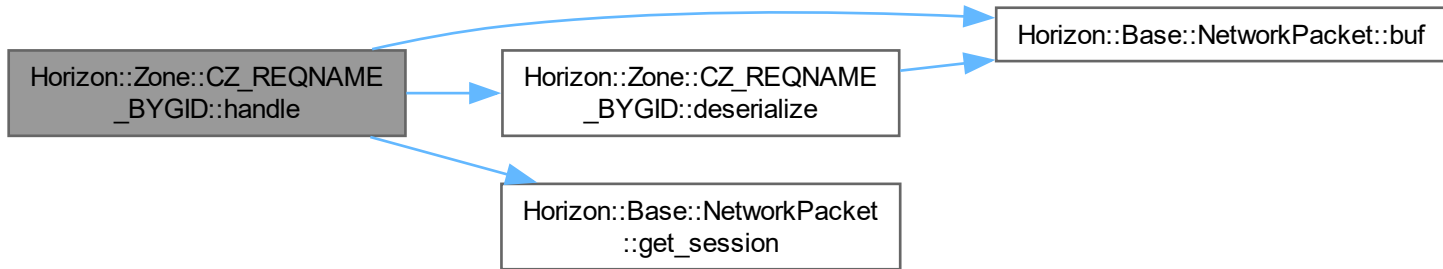 Horizon::Zone::CZ_REQNAME
_BYGID::handle
Horizon::Zone::CZ_REQNAME
_BYGID::deserialize
Horizon::Base::NetworkPacket::buf
Horizon::Base::NetworkPacket
::get_session